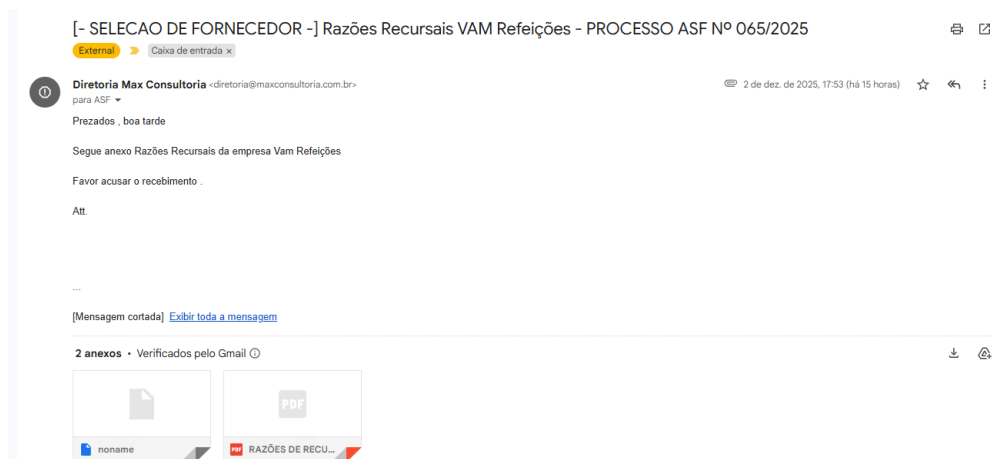 [- SELECAO DE FORNECEDOR -] Razões Recursais VAM Refeições - PROCESSO ASF Nº 065/2025
External Caixa de entrada x
Diretoria Max Consultoria <diretoria@maxconsultoria.com.br> 2 de dez. de 2025, 17:53 (há 15 horas)
para ASF
Prezados , boa tarde
Segue anexo Razões Recursais da empresa Vam Refeições
Favor acusar o recebimento .
Att.
...
[Mensagem cortada] Exibir toda a mensagem
2 anexos • Verificados pelo Gmail
PDF
noname
PDF RAZÕES DE RECU...